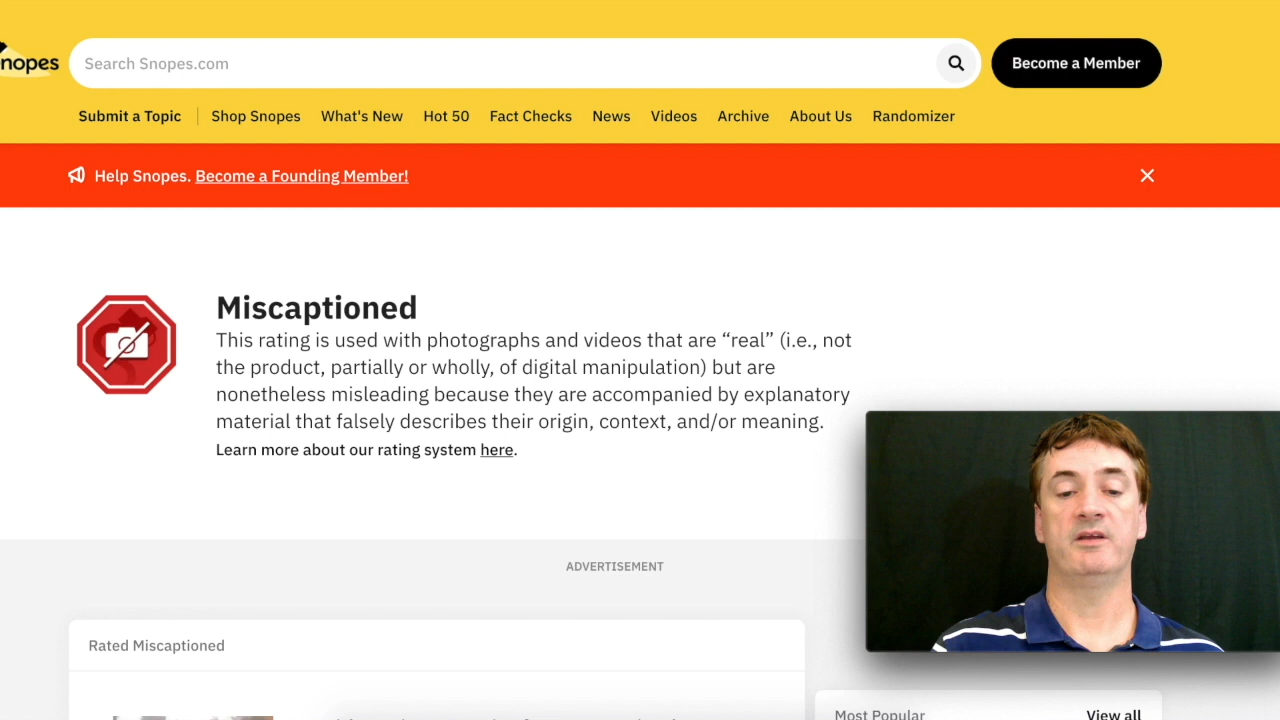 nopes
Search Snopes.com
Become a Member
Submit a Topic
Shop Snopes
What's New
Hot 50
Fact Checks
News
Videos
Archive
About Us
Randomizer
Help Snopes. Become a Founding Member!
Miscaptioned
This rating is used with photographs and videos that are “real” (i.e., not
the product, partially or wholly, of digital manipulation) but are
nonetheless misleading because they are accompanied by explanatory
material that falsely describes their origin, context, and/or meaning.
Learn more about our rating system here.
ADVERTISEMENT
Rated Miscaptioned
Most Popular
View all